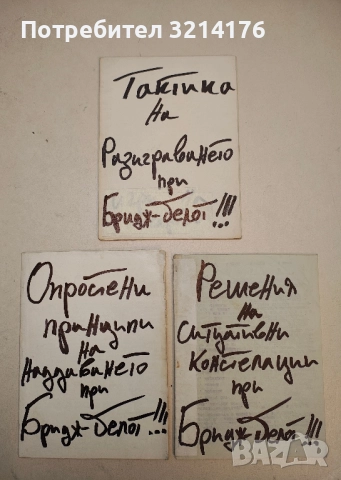 Потребител 3214176
Тактика
на
Разиграването
при
Бридж-белот!!!
Опростени
принципи
на
Наддаването
при
Бридж-белот!!!
Решения
на
Ситуативни
Констелации
при
Бридж-белот!!!
bazar